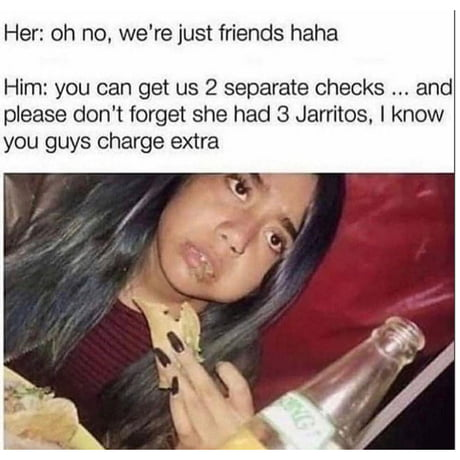 Her: oh no, we're just friends haha
Him: you can get us 2 separate checks ... and
please don't forget she had 3 Jarritos, I know
you guys charge extra